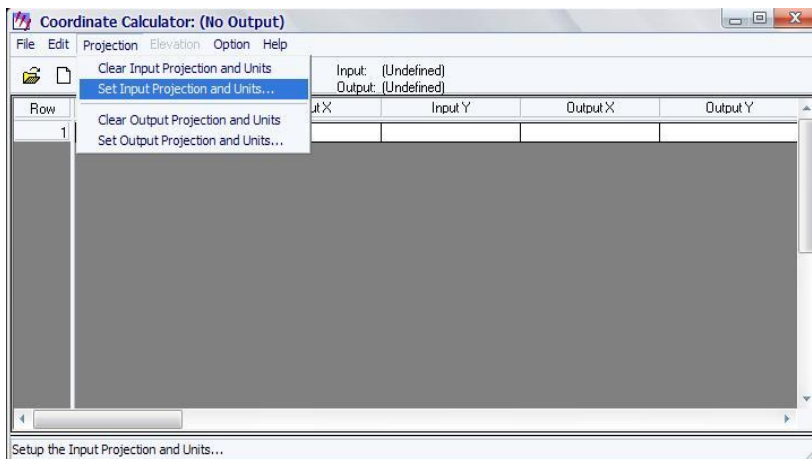 Coordinate Calculator: (No Output)
File Edit Projection Elevation Option Help
Clear Input Projection and Units
Set Input Projection and Units...
Clear Output Projection and Units
Set Output Projection and Units...
Input: (Undefined)
Output: (Undefined)
Row ut X Input Y Output X Output Y
1
Setup the Input Projection and Units...